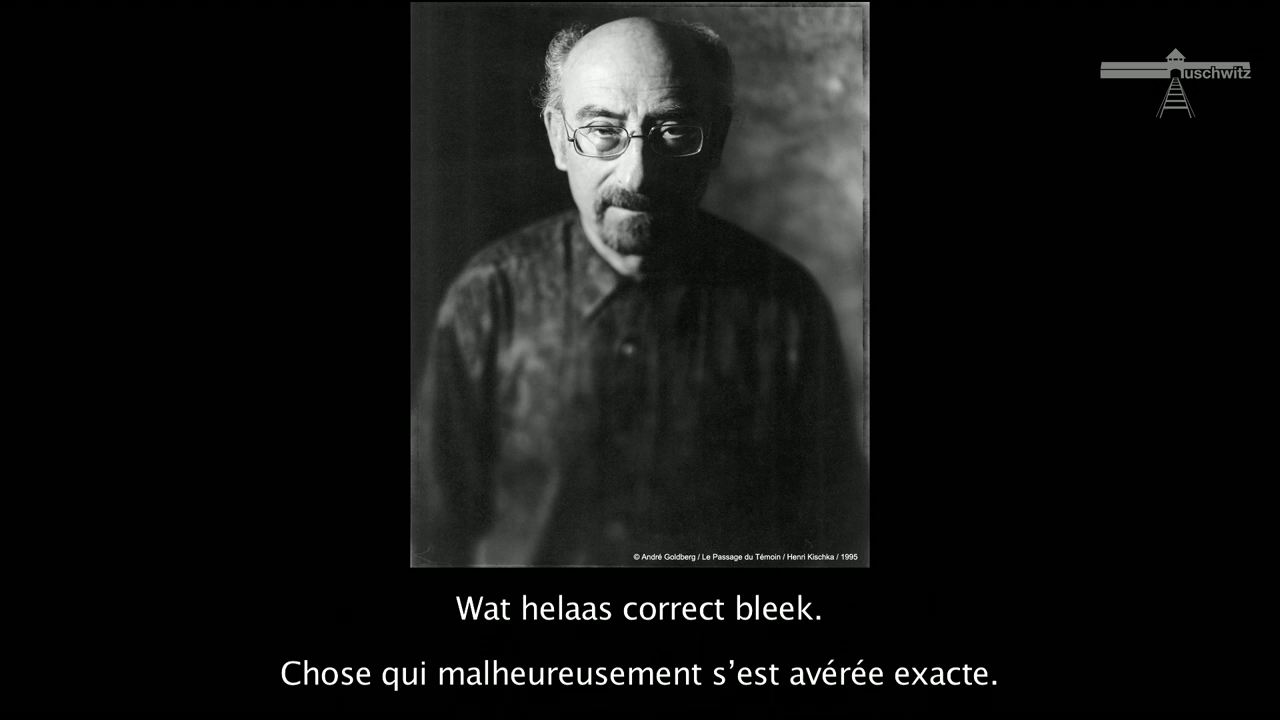 uschwitz
© André Goldberg / Le Passage du Témoin / Henri Kischka / 1995
Wat helaas correct bleek.
Chose qui malheureusement s’est avérée exacte.